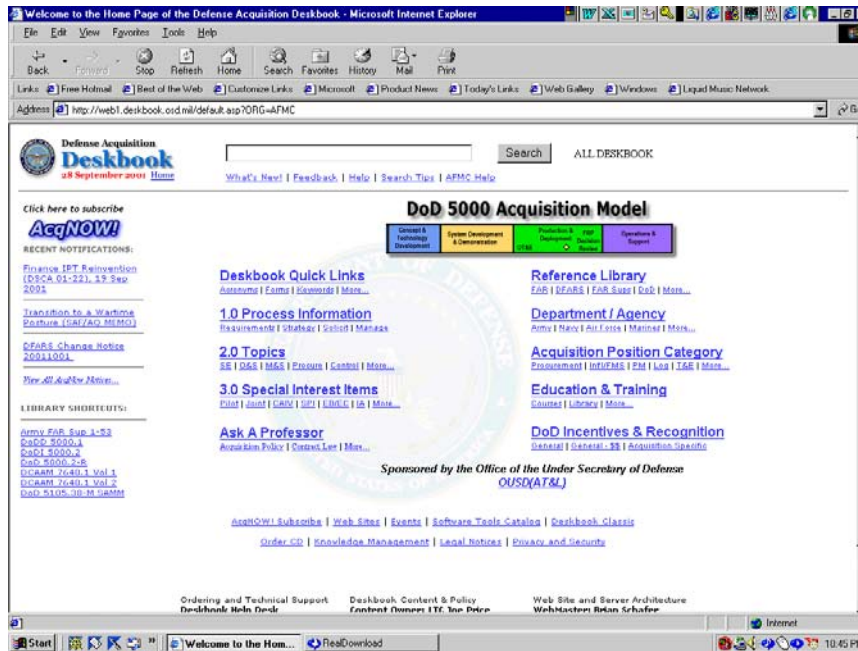 Welcome to the Home Page of the Defense Acquisition Deskbook - Microsoft Internet Explorer
File Edit View Favorites Tools Help
Back Forward Stop Refresh Home Search Favorites History Mail Print
Links Free Hotmail Best of the Web Customize Links Microsoft Product News Today's Links Web Gallery Windows Liquid Music Network
Address http://web1.deskbook.osd.mil/default.asp?ORG=AFMC
Defense Acquisition
Deskbook
28 September 2001 Home
Search ALL DESKBOOK
What's New! | Feedback | Help | Search Tips | AFMC Help
Click here to subscribe
AcqNOW!
RECENT NOTIFICATIONS:
Finance IPT Reinvention
(DSCA 01-22), 19 Sep
2001
Transition to a Wartime
Posture (SAF/AQ MEMO)
DFARS Change Notice
20011001
View All AcqNow Notices...
LIBRARY SHORTCUTS:
Army FAR Sup 1-53
DoDD 5000.1
DoDI 5000.2
DoD 5000.2-R
DCAAM 7640.1 Vol 1
DCAAM 7640.1 Vol 2
DoD 5105.38-M SAMM
DoD 5000 Acquisition Model
Concept &
Technology
Development
System Development
& Demonstration
Production &
Deployment
OT&E
FRP
Decision
Review
Operations &
Support
Deskbook Quick Links
Acronyms | Forms | Keywords | More...
1.0 Process Information
Requirements | Strategy | Solicit | Manage
2.0 Topics
SE | O&S | M&S | Procure | Control | More...
3.0 Special Interest Items
Pilot | Joint | CAIV | SPI | ED/EC | IA | More...
Ask A Professor
Acquisition Policy | Contract Law | More...
Reference Library
FAR | DFARS | FAR Sups | DoD | More...
Department / Agency
Army | Navy | Air Force | Marines | More...
Acquisition Position Category
Procurement | Intl/FMS | PM | Log | T&E | More...
Education & Training
Courses | Library | More...
DoD Incentives & Recognition
General | General - $$ | Acquisition Specific
Sponsored by the Office of the Under Secretary of Defense
OUSD(AT&L)
AcqNOW! Subscribe | Web Sites | Events | Software Tools Catalog | Deskbook Classic
Order CD | Knowledge Management | Legal Notices | Privacy and Security
Ordering and Technical Support Deskbook Content & Policy Web Site and Server Architecture
Deskbook Help Desk Content Owner: LTC Joe Price WebMaster: Brian Schafer
Internet
Start Welcome to the Hom... RealDownload 10:45 P